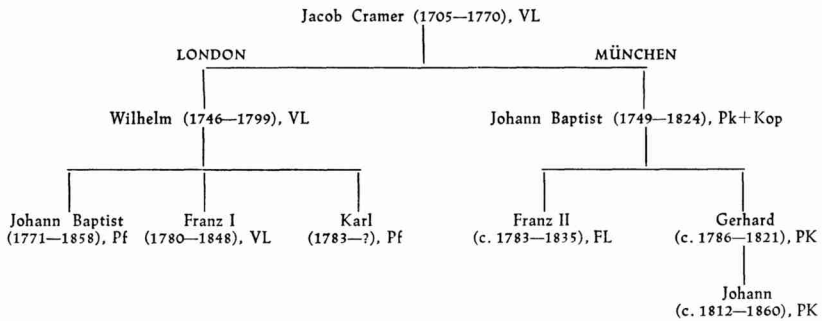 Jacob Cramer (1705—1770), VL
LONDON MÜNCHEN
Wilhelm (1746—1799), VL Johann Baptist (1749—1824), Pk+Kop
Johann Baptist Franz I Karl Franz II Gerhard
(1771—1858), Pf (1780—1848), VL (1783—?), Pf (c. 1783—1835), FL (c. 1786—1821), PK
Johann
(c. 1812—1860), PK